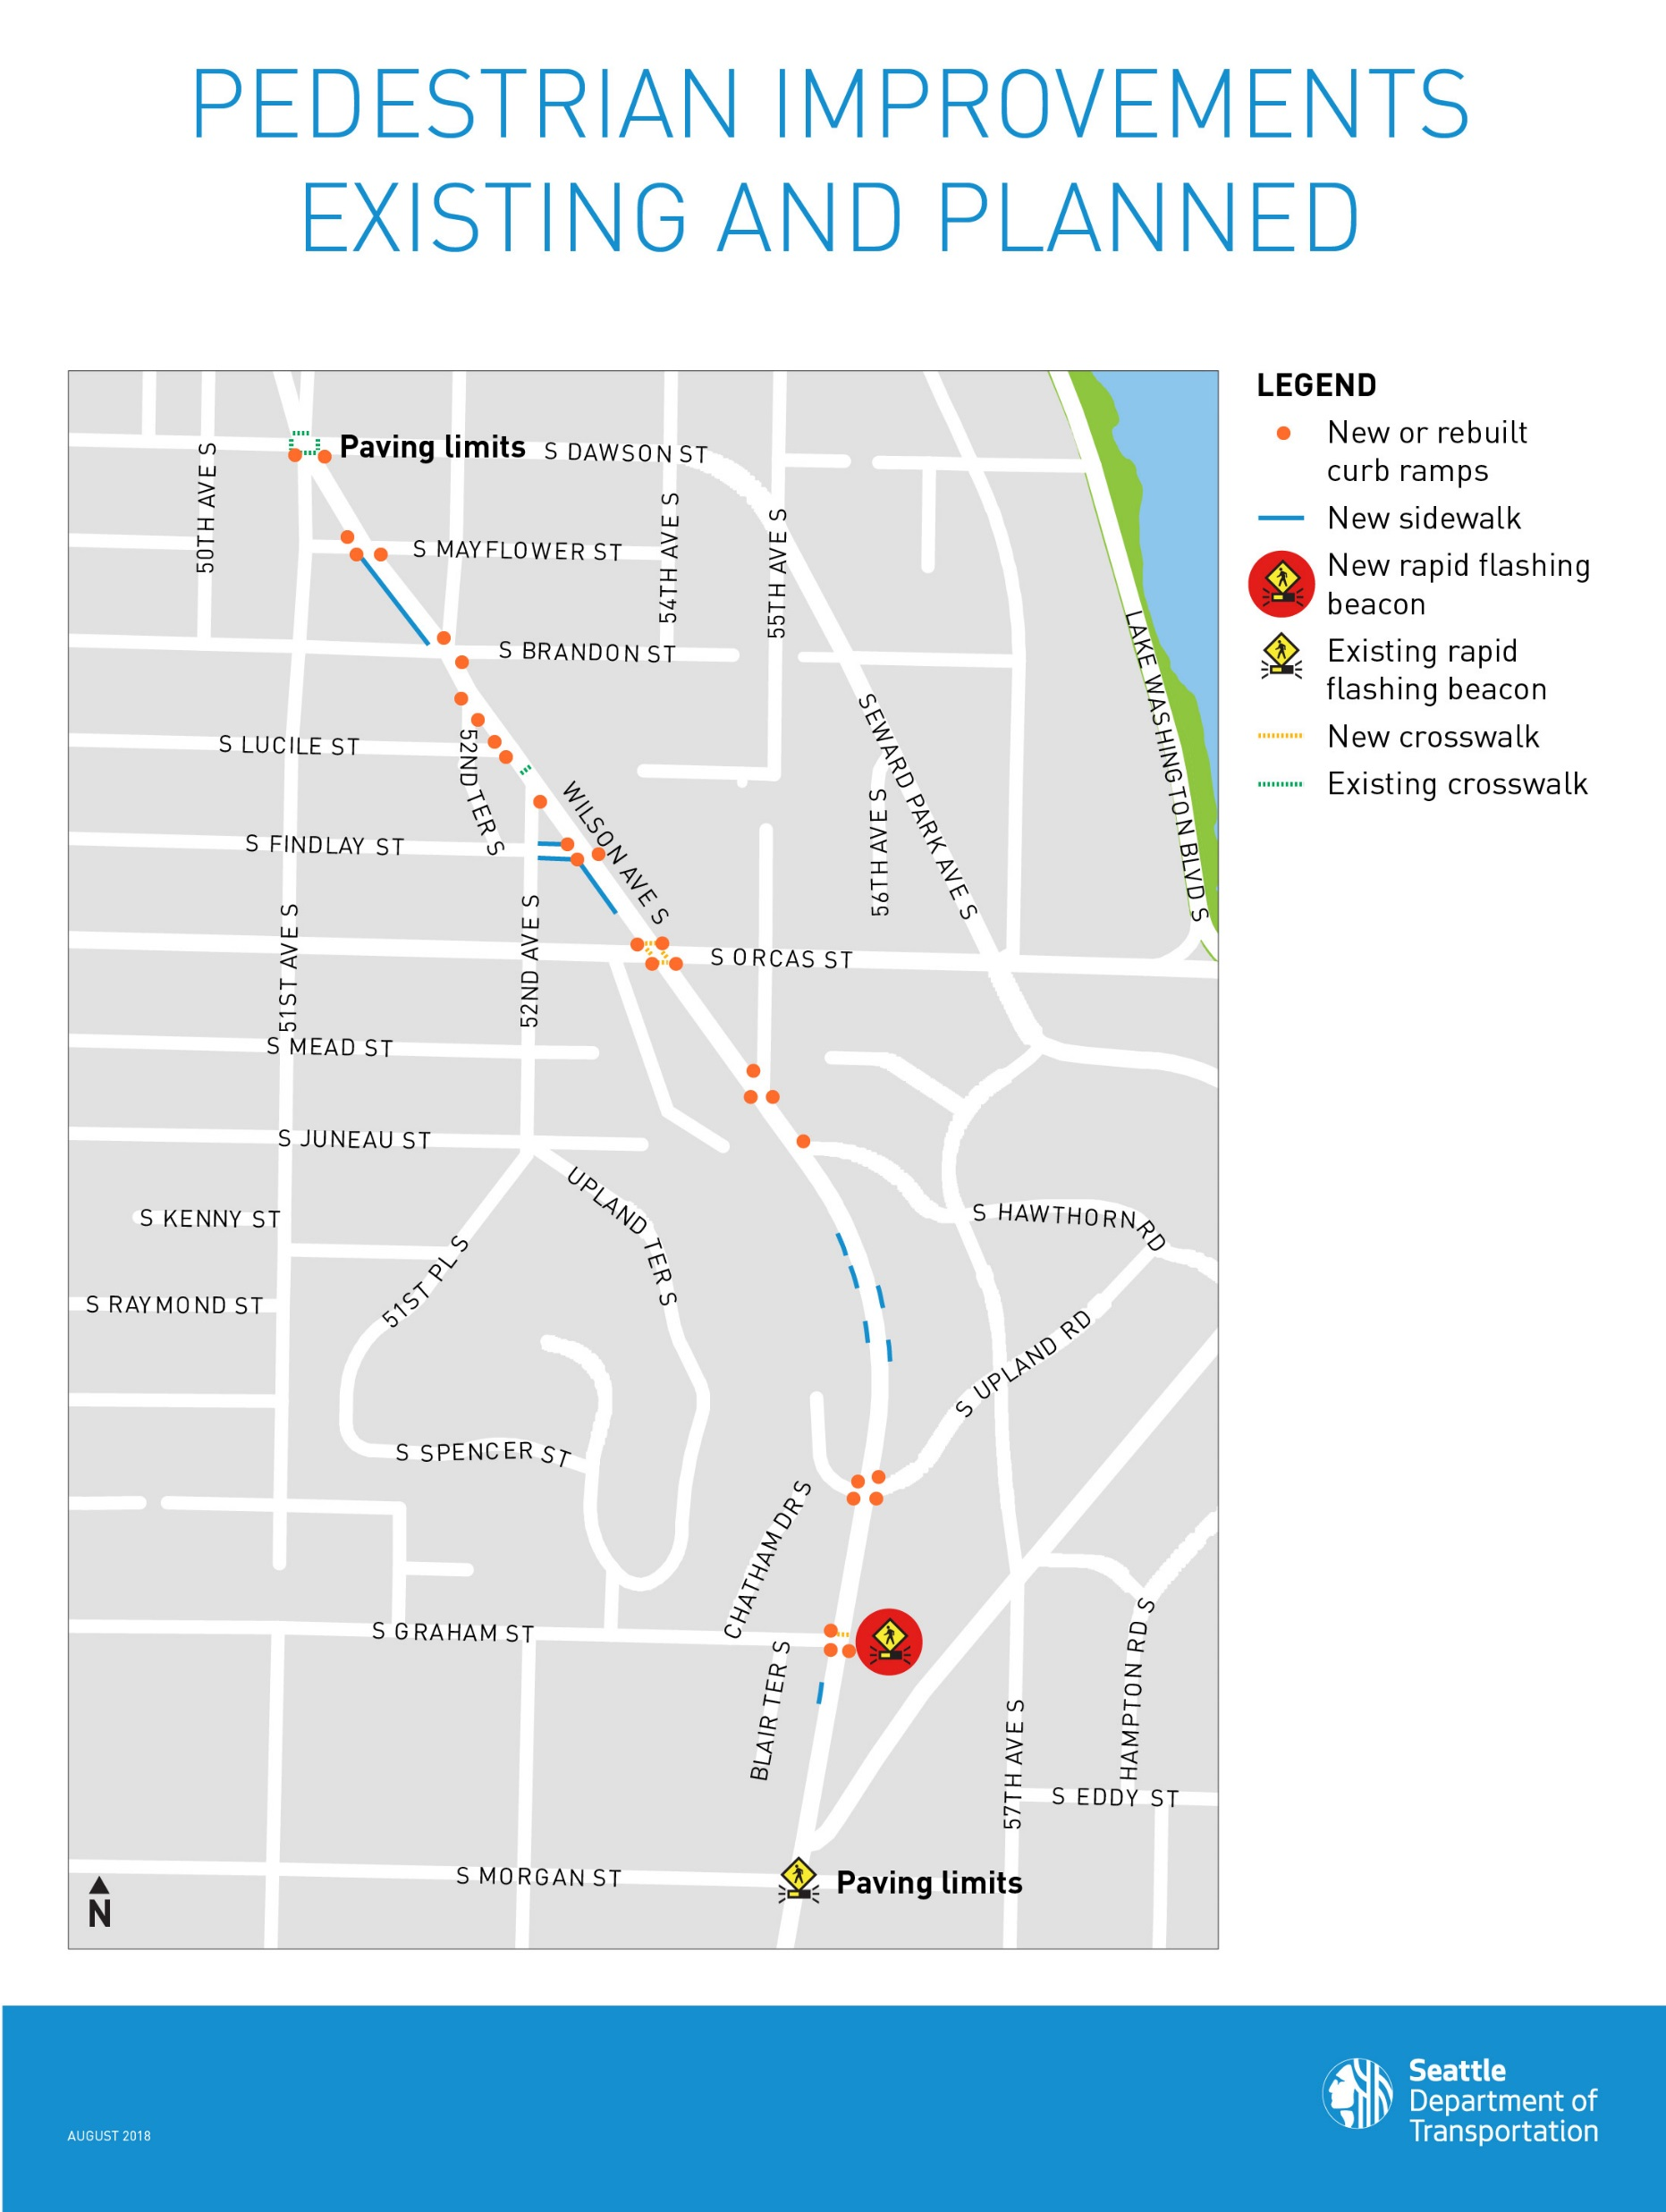 PEDESTRIAN IMPROVEMENTS
EXISTING AND PLANNED
LEGEND
New or rebuilt
curb ramps
New sidewalk
New rapid flashing
beacon
Existing rapid
flashing beacon
New crosswalk
Existing crosswalk
Paving limits
S DAWSON ST
50TH AVE S
S MAYFLOWER ST
54TH AVE S
55TH AVE S
S BRANDON ST
LAKE WASHINGTON BLVD S
SEWARD PARK AVE S
S LUCILE ST
52ND TER S
WILSON AVE S
56TH AVE S
S FINDLAY ST
51ST AVE S
52ND AVE S
S ORCAS ST
S MEAD ST
S JUNEAU ST
UPLAND TER S
S KENNY ST
S HAWTHORN RD
51ST PL S
S RAYMOND ST
S UPLAND RD
S SPENCER ST
CHATHAM DR S
S GRAHAM ST
BLAIR TER S
HAMPTON RD S
57TH AVE S
S EDDY ST
S MORGAN ST
Paving limits
N
Seattle
Department of
Transportation
AUGUST 2018